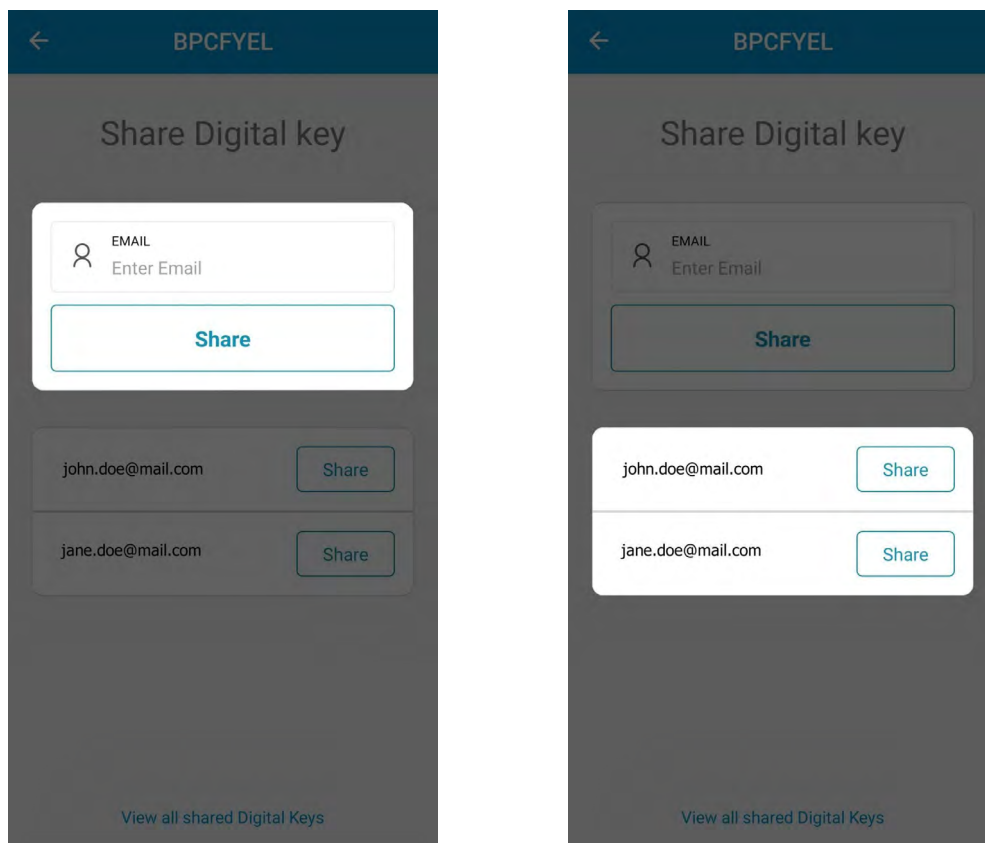 BPCFYEL
Share Digital key
EMAIL
Enter Email
Share
john.doe@mail.com Share
jane.doe@mail.com Share
View all shared Digital Keys
BPCFYEL
Share Digital key
EMAIL
Enter Email
Share
john.doe@mail.com Share
jane.doe@mail.com Share
View all shared Digital Keys